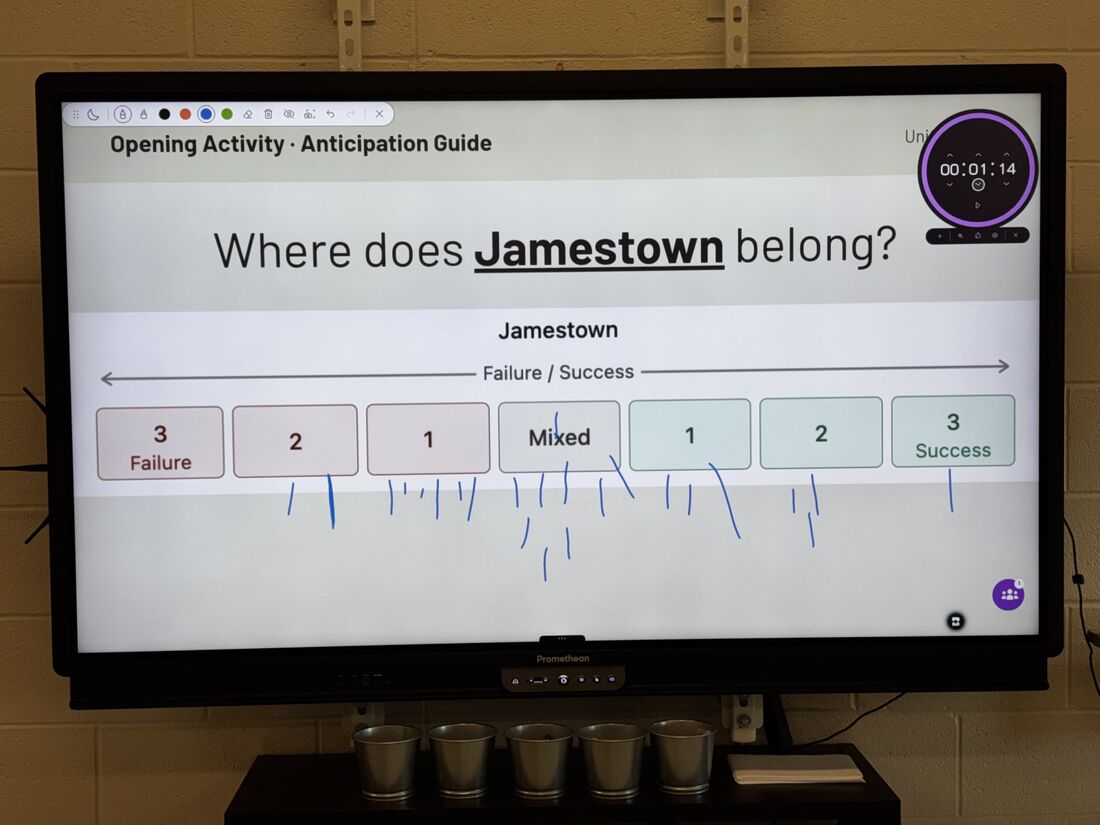 Opening Activity · Anticipation Guide
Uni
00:01:14
Where does Jamestown belong?
Jamestown
Failure / Success
3
Failure
2
1
Mixed
1
2
3
Success
1
Promethean